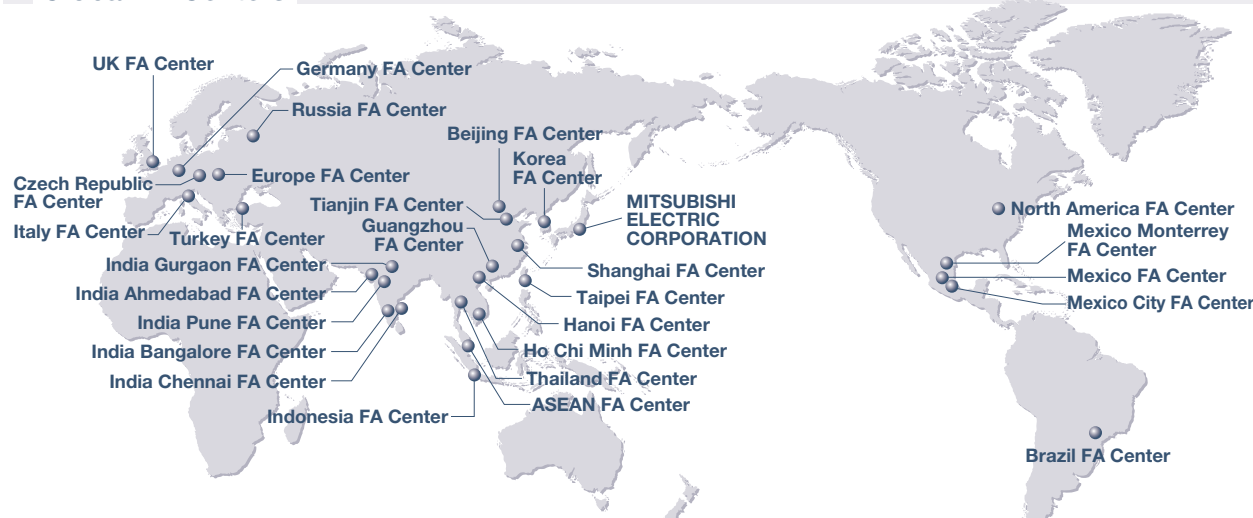 UK FA Center
Germany FA Center
Russia FA Center
Beijing FA Center
Korea
FA Center
Czech Republic
FA Center
Europe FA Center
Tianjin FA Center
MITSUBISHI
ELECTRIC
CORPORATION
North America FA Center
Italy FA Center
Turkey FA Center
Guangzhou
FA Center
Mexico Monterrey
FA Center
India Gurgaon FA Center
Shanghai FA Center
Mexico FA Center
India Ahmedabad FA Center
Taipei FA Center
Mexico City FA Center
India Pune FA Center
Hanoi FA Center
India Bangalore FA Center
Ho Chi Minh FA Center
India Chennai FA Center
Thailand FA Center
Indonesia FA Center
ASEAN FA Center
Brazil FA Center